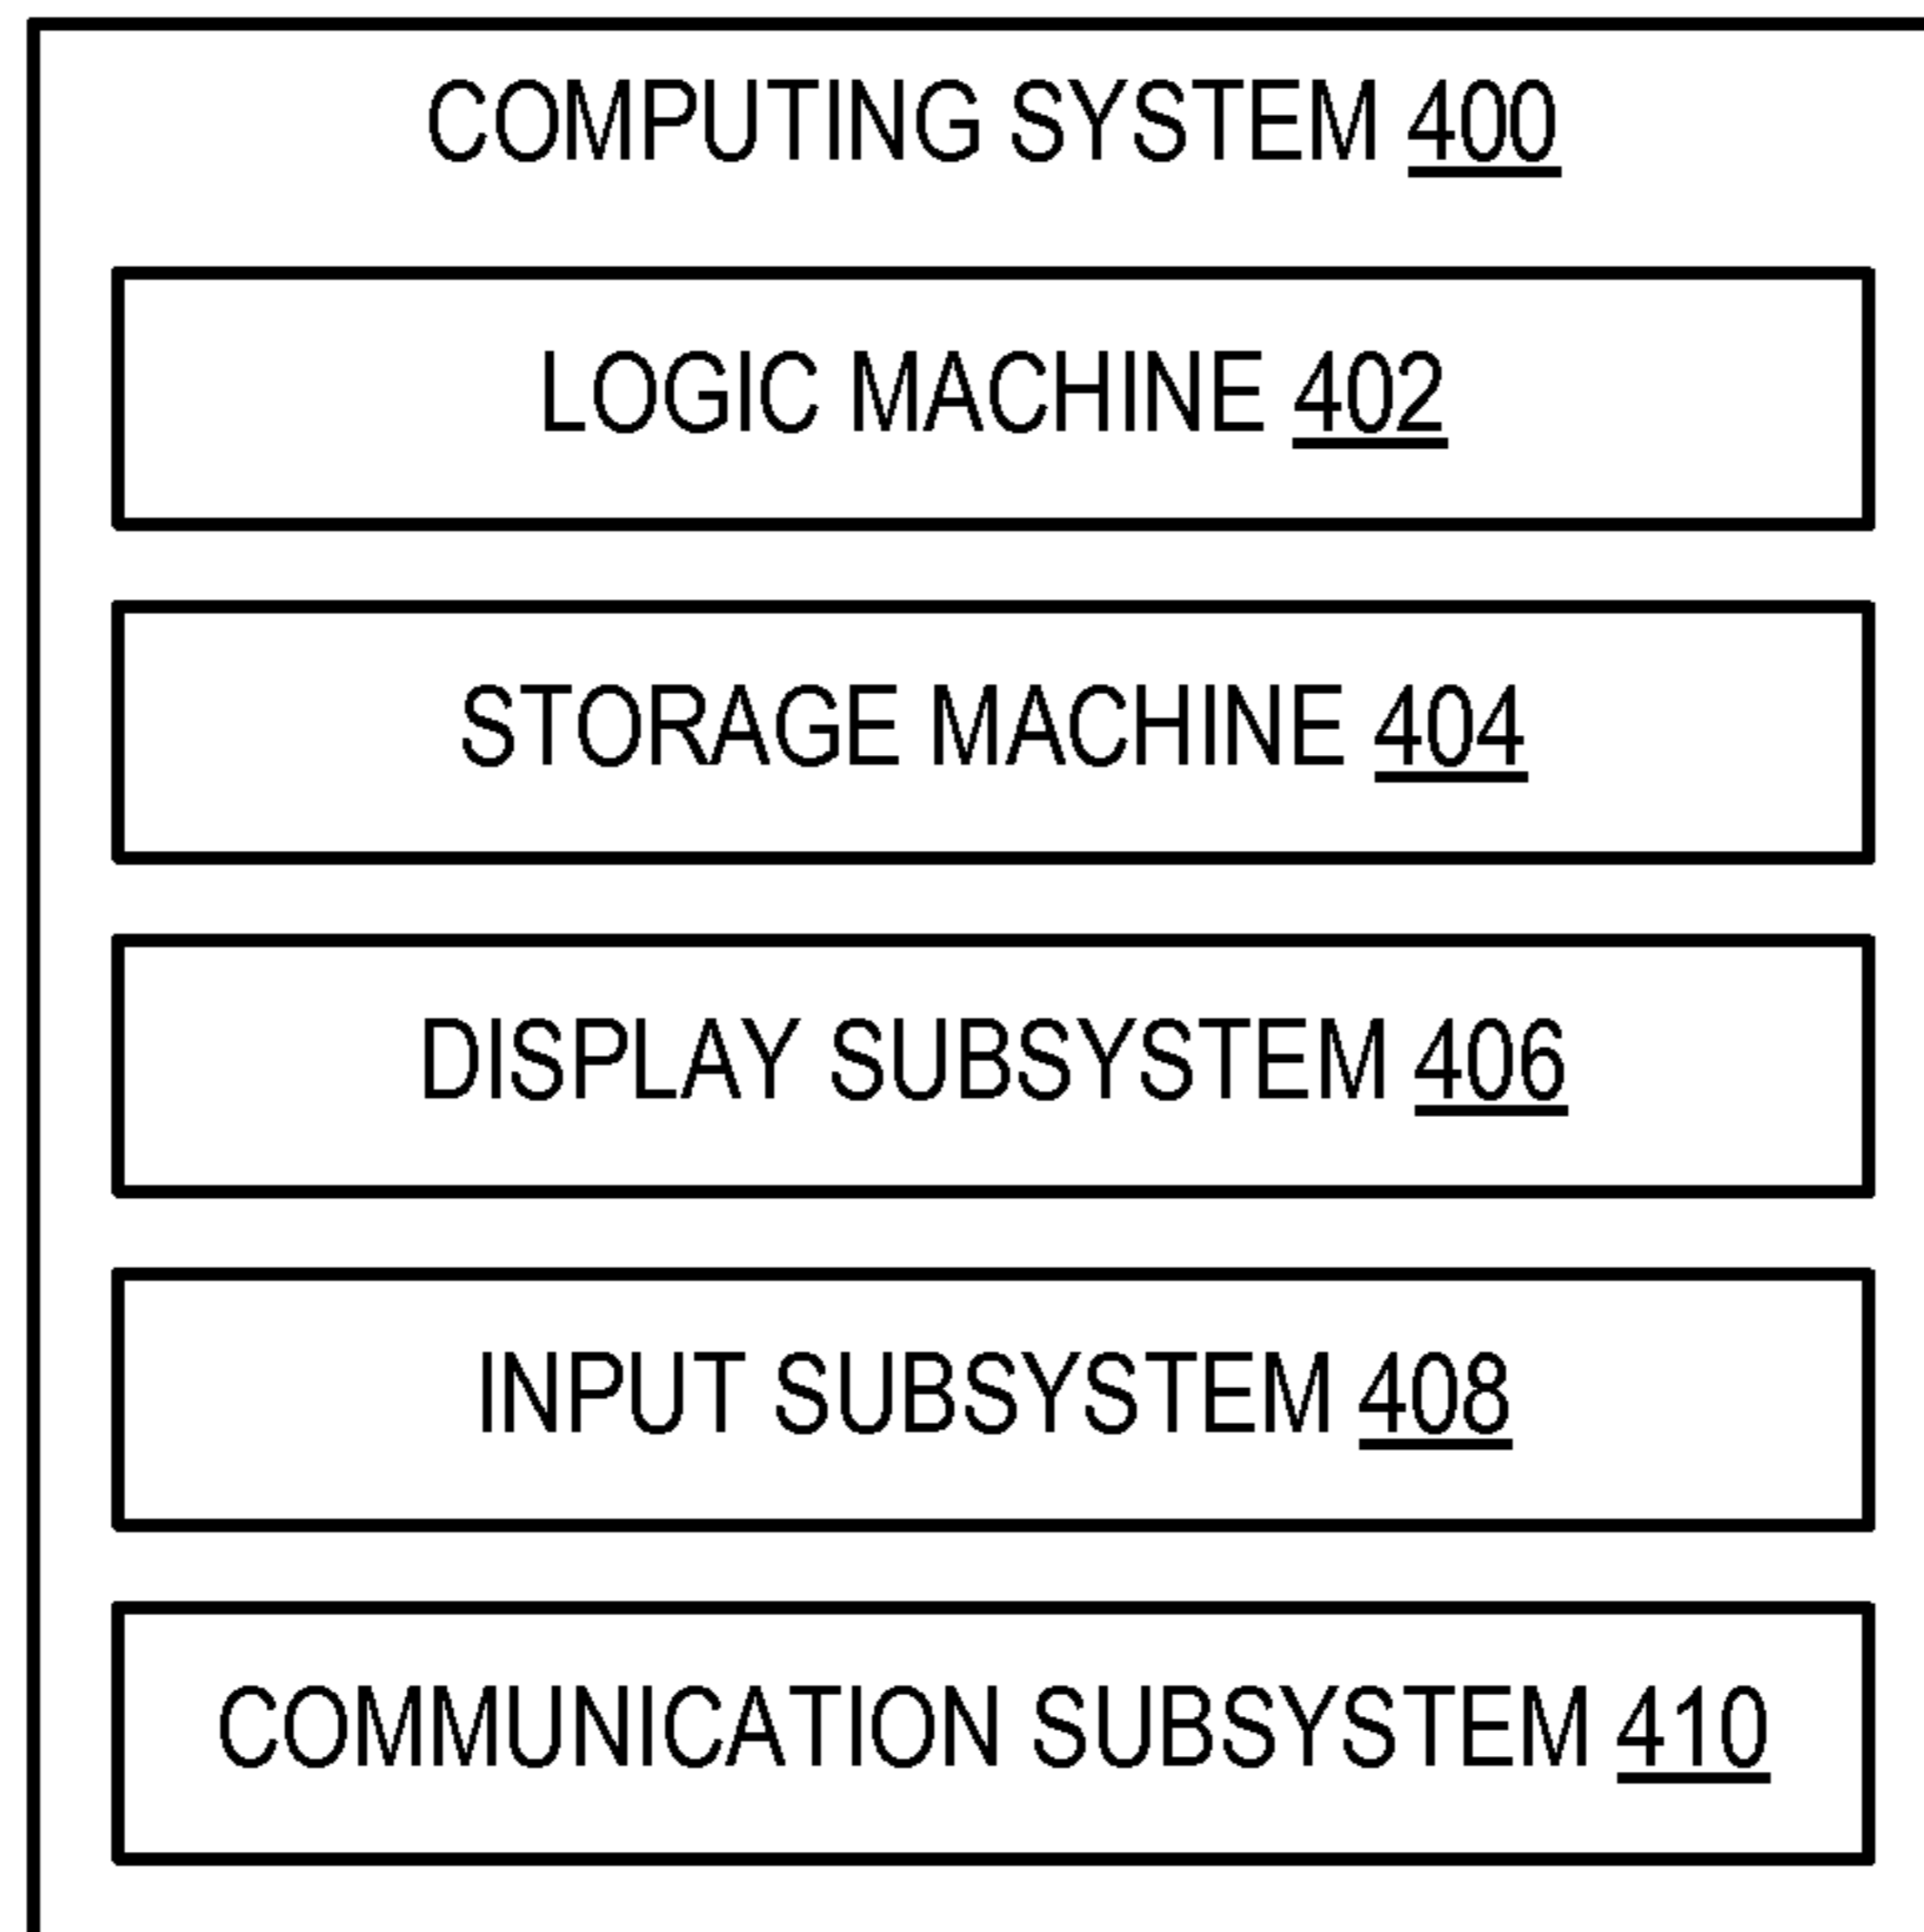 COMPUTING SYSTEM 400
LOGIC MACHINE 402
STORAGE MACHINE 404
DISPLAY SUBSYSTEM 406
INPUT SUBSYSTEM 408
COMMUNICATION SUBSYSTEM 410